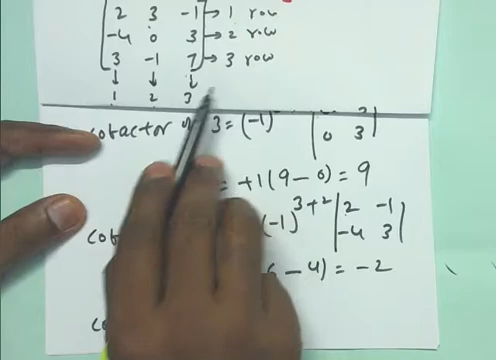 2 3 -1 → 1 row
-4 0 3 → 2 row
3 -1 7 → 3 row
↓ ↓ ↓
1 2 3
cofactor of 3 = (-1)
0 3
= +1(9-0) = 9
(-1)^{3+2} |2 -1|
|-4 3|
- 4) = -2